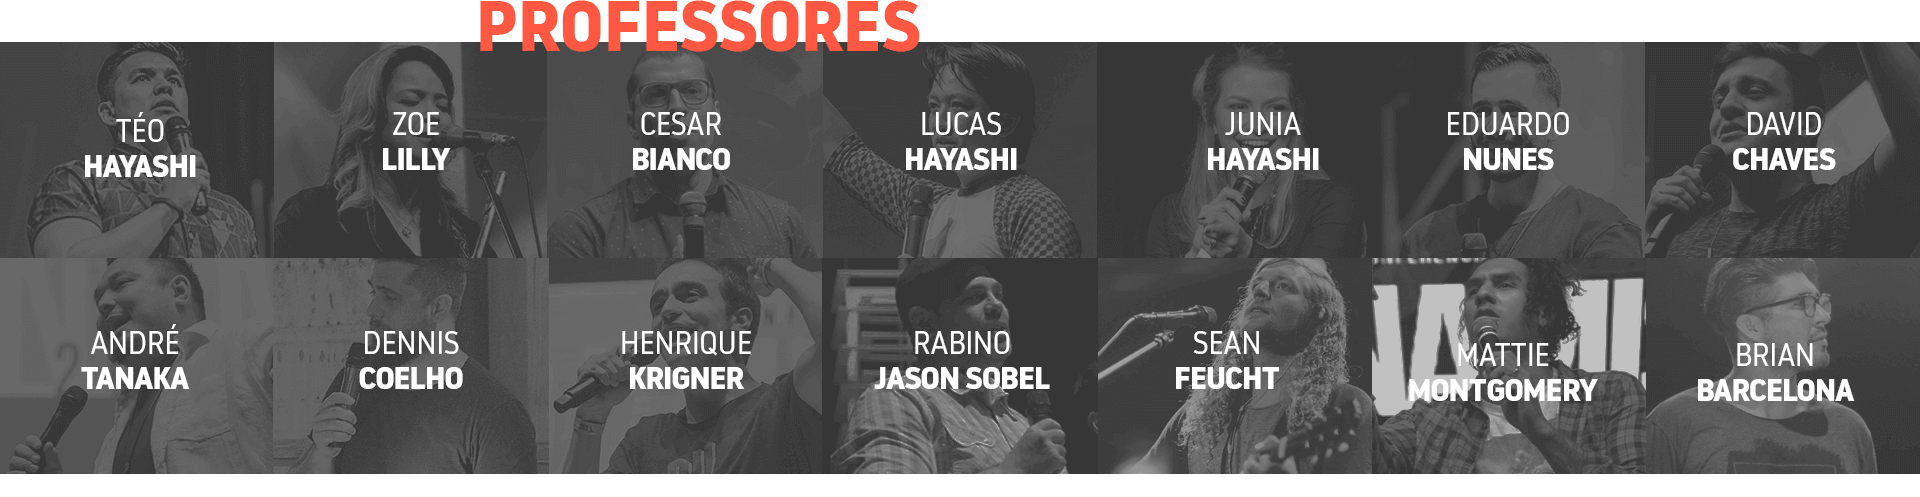 PROFESSORES
TÉO
HAYASHI
ZOE
LILLY
CESAR
BIANCO
LUCAS
HAYASHI
JUNIA
HAYASHI
EDUARDO
NUNES
DAVID
CHAVES
ANDRÉ
TANAKA
DENNIS
COELHO
HENRIQUE
KRIGNER
RABINO
JASON SOBEL
SEAN
FEUCHT
MATTIE
MONTGOMERY
BRIAN
BARCELONA